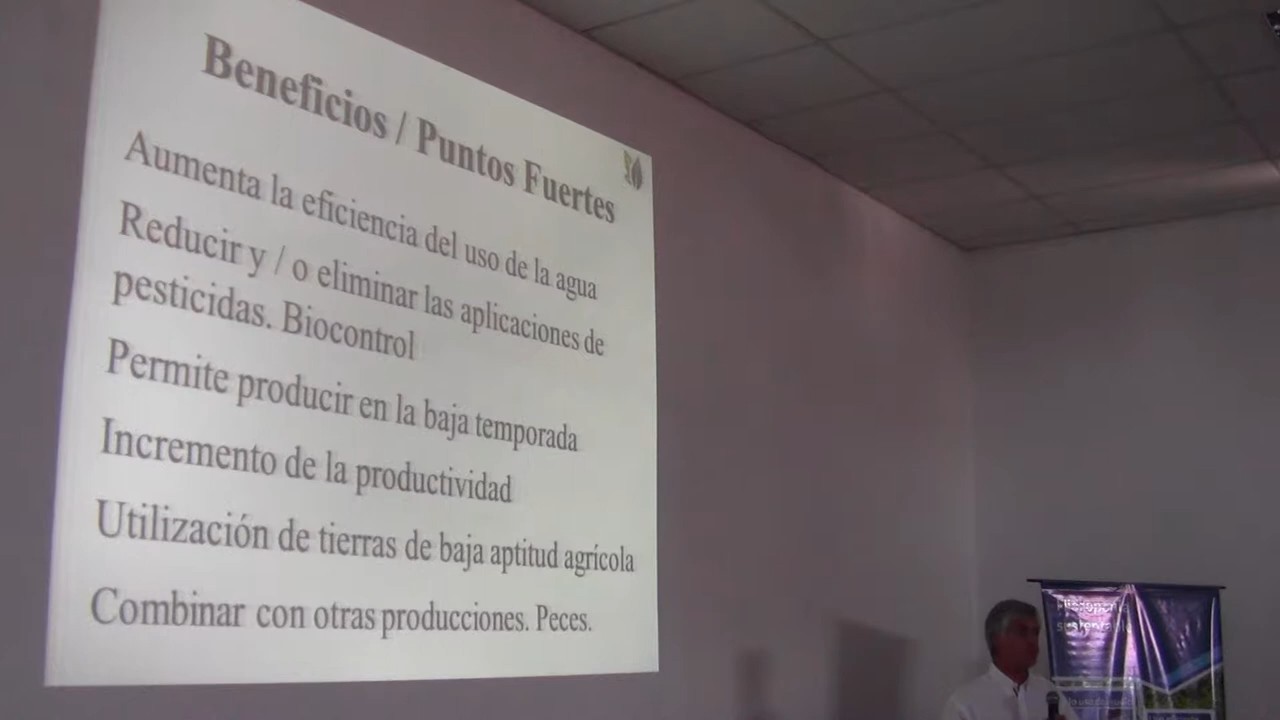 Beneficios / Puntos Fuertes
Aumenta la eficiencia del uso de la agua
Reducir y / o eliminar las aplicaciones de
pesticidas. Biocontrol
Permite producir en la baja temporada
Incremento de la productividad
Utilización de tierras de baja aptitud agrícola
Combinar con otras producciones. Peces.